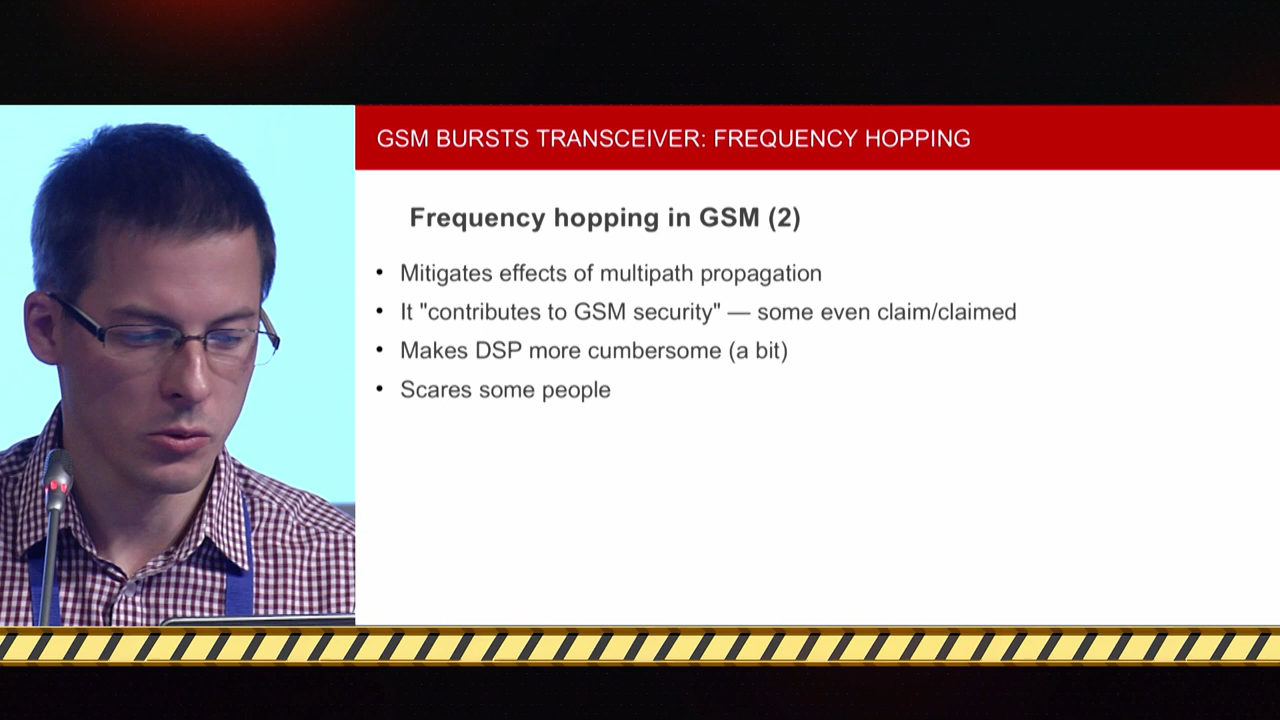 GSM BURSTS TRANSCEIVER: FREQUENCY HOPPING
Frequency hopping in GSM (2)
• Mitigates effects of multipath propagation
• It "contributes to GSM security" — some even claim/claimed
• Makes DSP more cumbersome (a bit)
• Scares some people